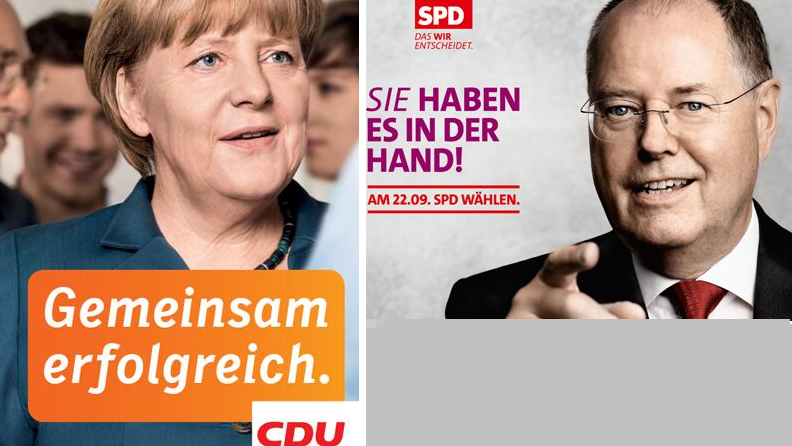 Gemeinsam
erfolgreich.
CDU
SPD
DAS WIR
ENTSCHEIDET.
SIE HABEN
ES IN DER
HAND!
AM 22.09. SPD WÄHLEN.